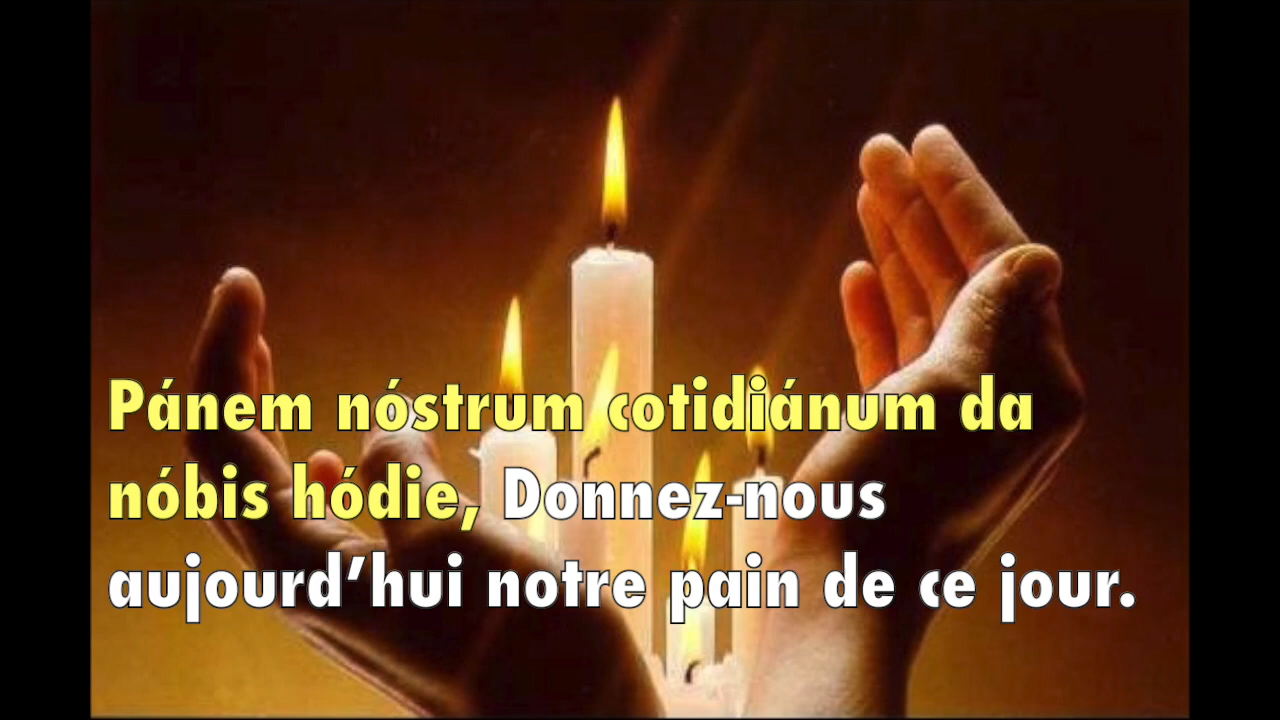 Pánem nóstrum cotidiánum da
nóbis hódie, Donnez-nous
aujourd’hui notre pain de ce jour.